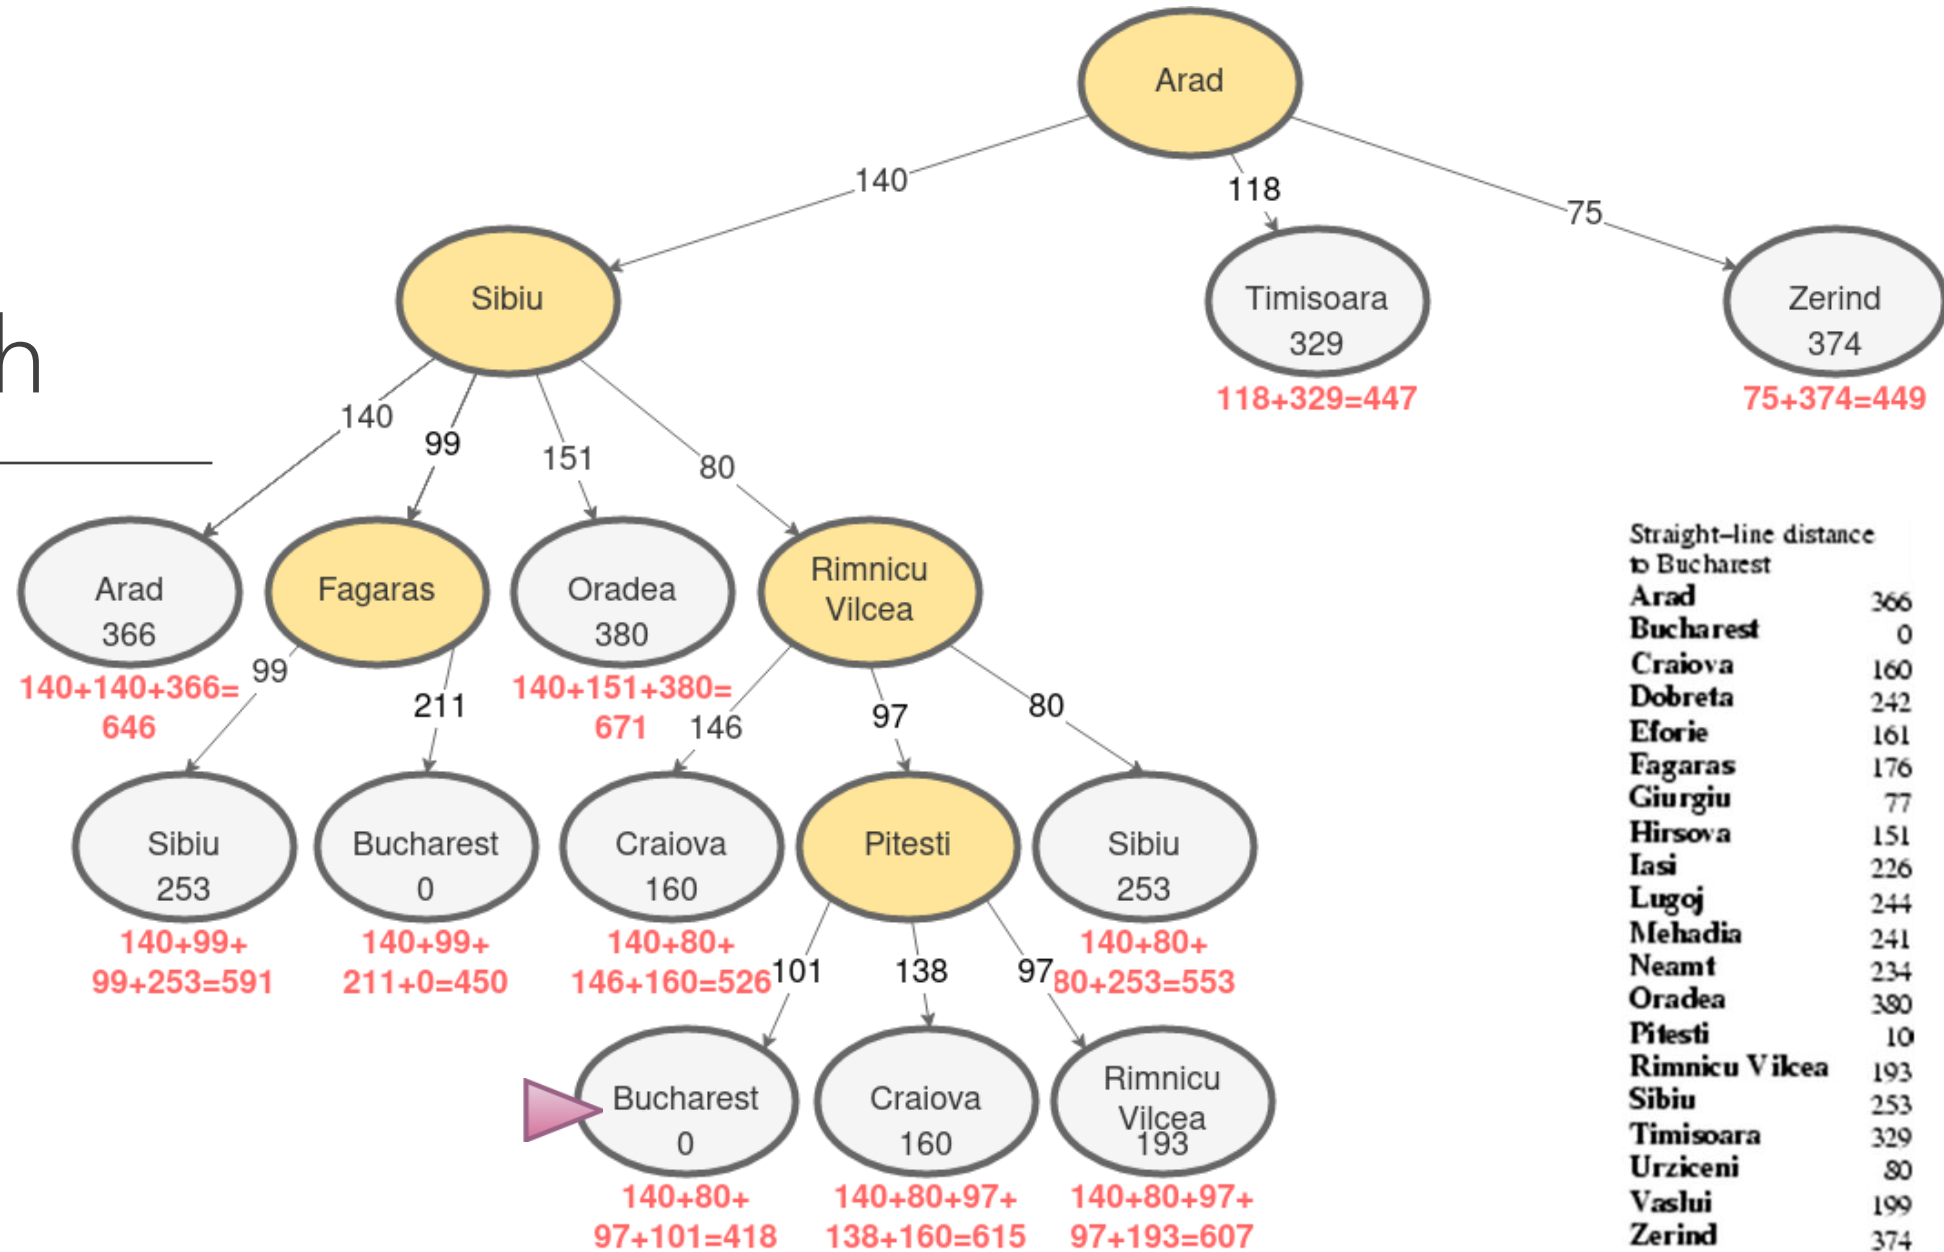 Arad
140
118
75
Sibiu
Timisoara
329
118+329=447
Zerind
374
75+374=449
h
140
99
151
80
Arad
366
140+140+366=
646
Fagaras
Oradea
380
140+151+380=
671
Rimnicu
Vilcea
99
211
146
97
80
Sibiu
253
140+99+
99+253=591
Bucharest
0
140+99+
211+0=450
Craiova
160
140+80+
146+160=526
Pitesti
Sibiu
253
140+80+
80+253=553
101
138
97
Bucharest
0
140+80+
97+101=418
Craiova
160
140+80+97+
138+160=615
Rimnicu
Vilcea
193
140+80+97+
97+193=607
Straight–line distance
to Bucharest
Arad 366
Bucharest 0
Craiova 160
Dobreta 242
Eforie 161
Fagaras 176
Giurgiu 77
Hirsova 151
Iasi 226
Lugoj 244
Mehadia 241
Neamt 234
Oradea 380
Pitesti 10
Rimnicu Vilcea 193
Sibiu 253
Timisoara 329
Urziceni 80
Vaslui 199
Zerind 374